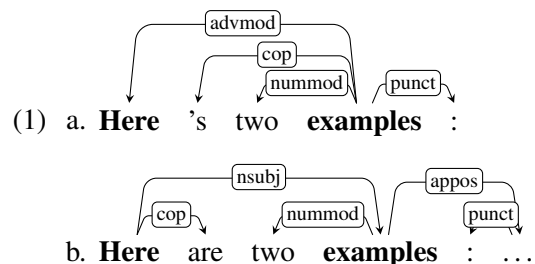 advmod
cop
nummod punct
(1) a. Here 's two examples :
nsubj appos
cop nummod punct
b. Here are two examples : ...